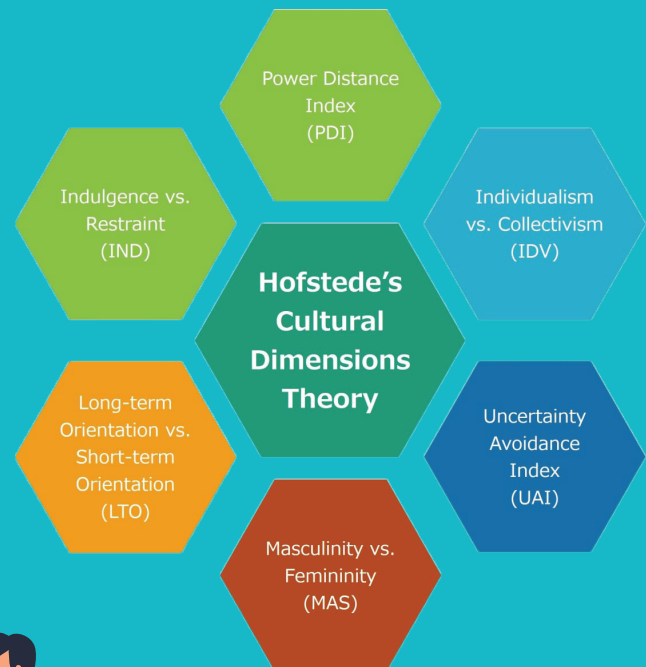 Power Distance
Index
(PDI)
Indulgence vs.
Restraint
(IND)
Individualism
vs. Collectivism
(IDV)
Hofstede’s
Cultural
Dimensions
Theory
Long-term
Orientation vs.
Short-term
Orientation
(LTO)
Uncertainty
Avoidance
Index
(UAI)
Masculinity vs.
Femininity
(MAS)